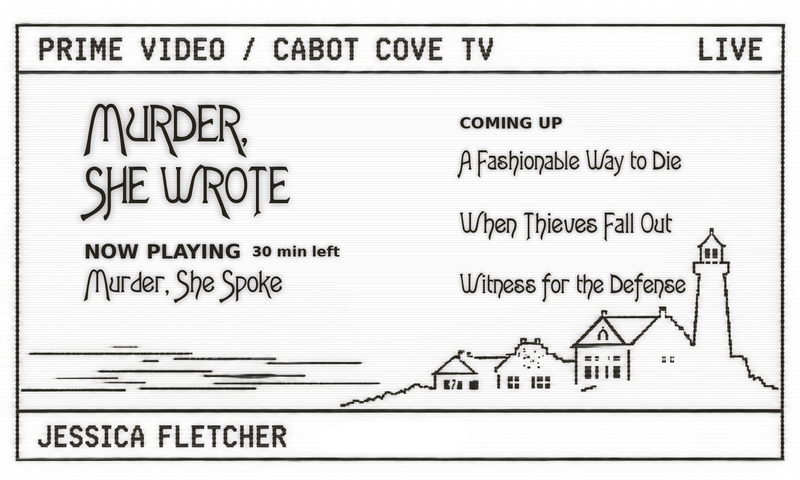 PRIME VIDEO / CABOT COVE TV
LIVE
MURDER,
SHE WROTE
NOW PLAYING 30 min left
Murder, She Spoke
COMING UP
A Fashionable Way to Die
When Thieves Fall Out
Witness for the Defense
JESSICA FLETCHER